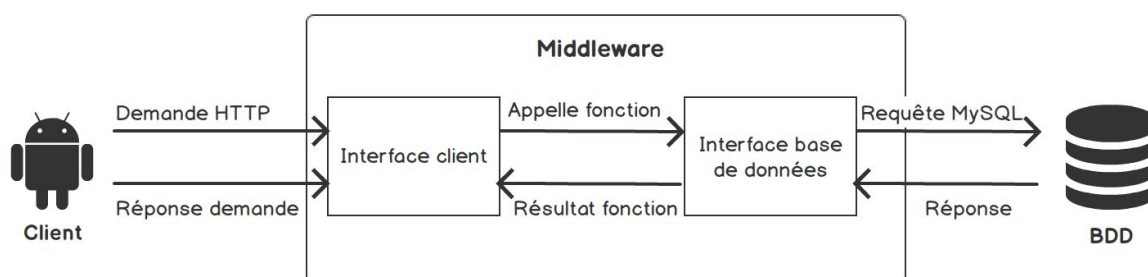 Middleware
Demande HTTP
Appelle fonction
Requête MySQL
Interface client
Interface base
de données
Réponse demande
Résultat fonction
Réponse
Client
BDD